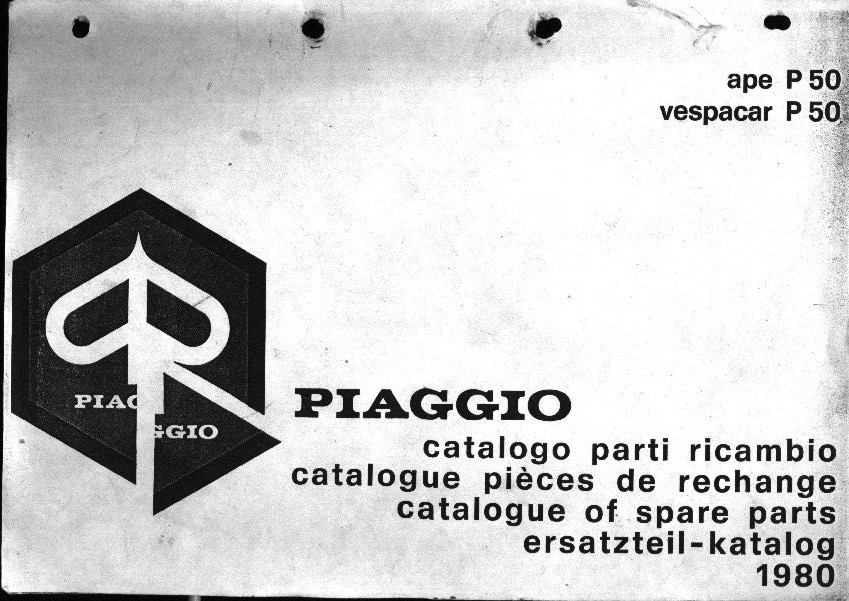 ape P 50
vespacar P 50
PIAG
GGIO
PIAGGIO
catalogo parti ricambio
catalogue pièces de rechange
catalogue of spare parts
ersatzteil-katalog
1980